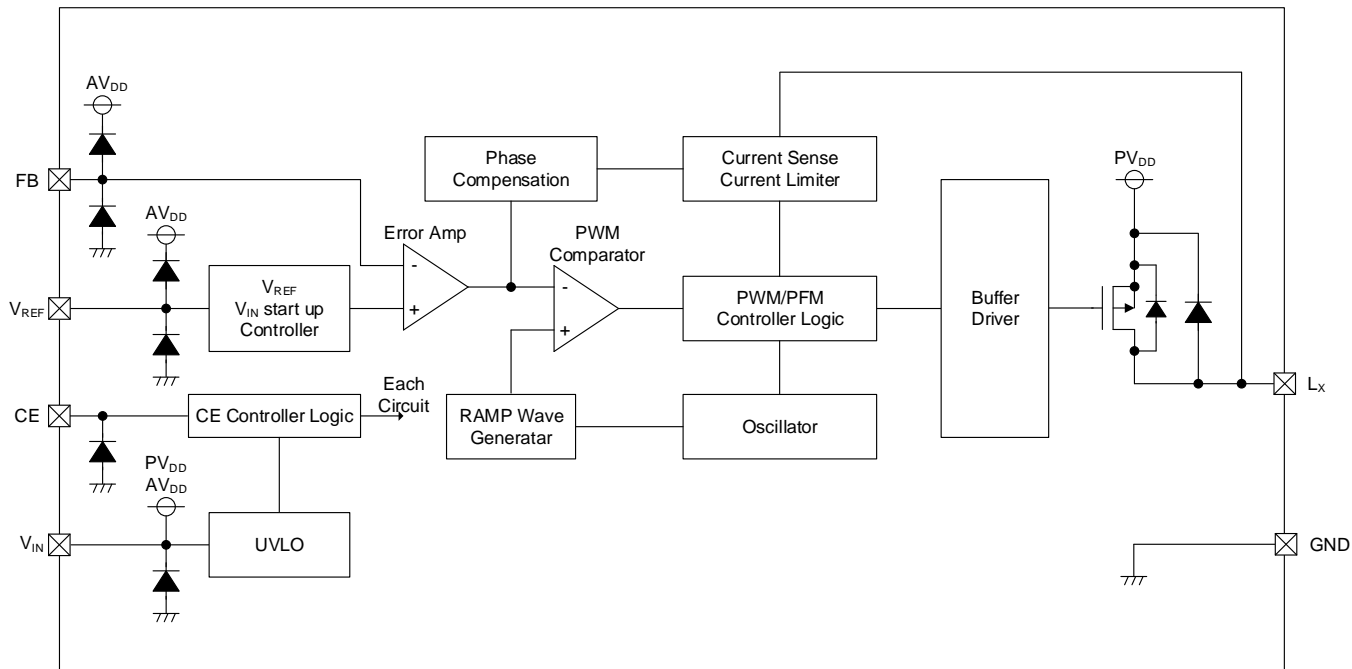 AVDD
FB
AVDD
VREF
VREF
VIN start up
Controller
Error Amp
-
+
Phase
Compensation
PWM
Comparator
-
+
Current Sense
Current Limiter
PWM/PFM
Controller Logic
Buffer
Driver
PVDD
LX
CE
CE Controller Logic
Each
Circuit
RAMP Wave
Generatar
Oscillator
PVDD
AVDD
VIN
UVLO
GND